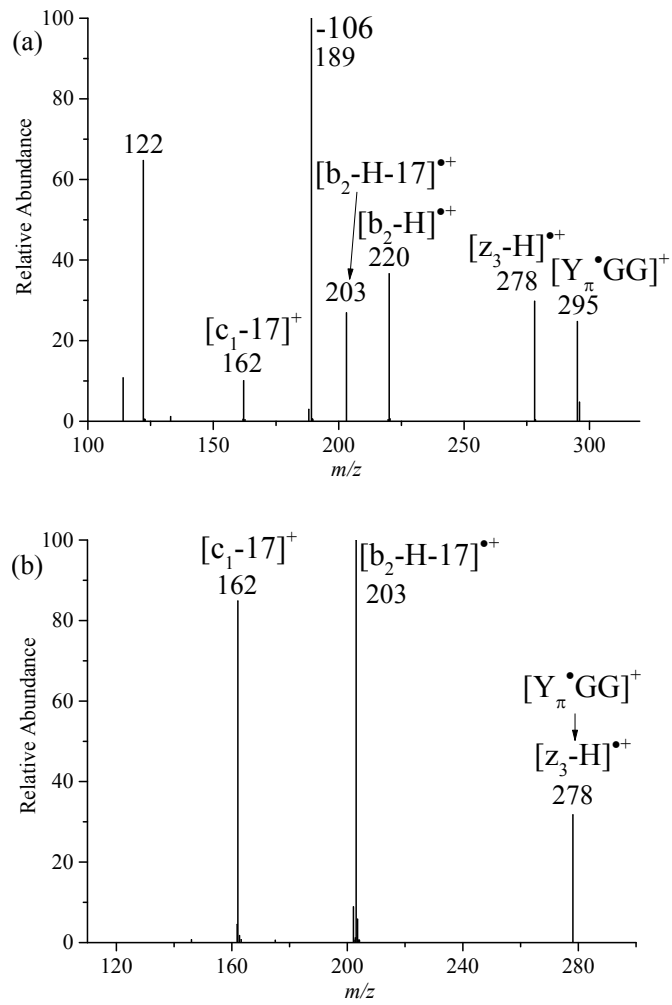 (a)
100
80
60
40
20
0
Relative Abundance
122
[c₁-17]⁺
162
-106
189
[b₂-H-17]•⁺
203
[b₂-H]•⁺
220
[z₃-H]•⁺
278
[Yπ•GG]⁺
295
100 150 200 250 300
m/z
(b)
100
80
60
40
20
0
Relative Abundance
[c₁-17]⁺
162
[b₂-H-17]•⁺
203
[Yπ•GG]⁺
[z₃-H]•⁺
278
120 160 200 240 280
m/z